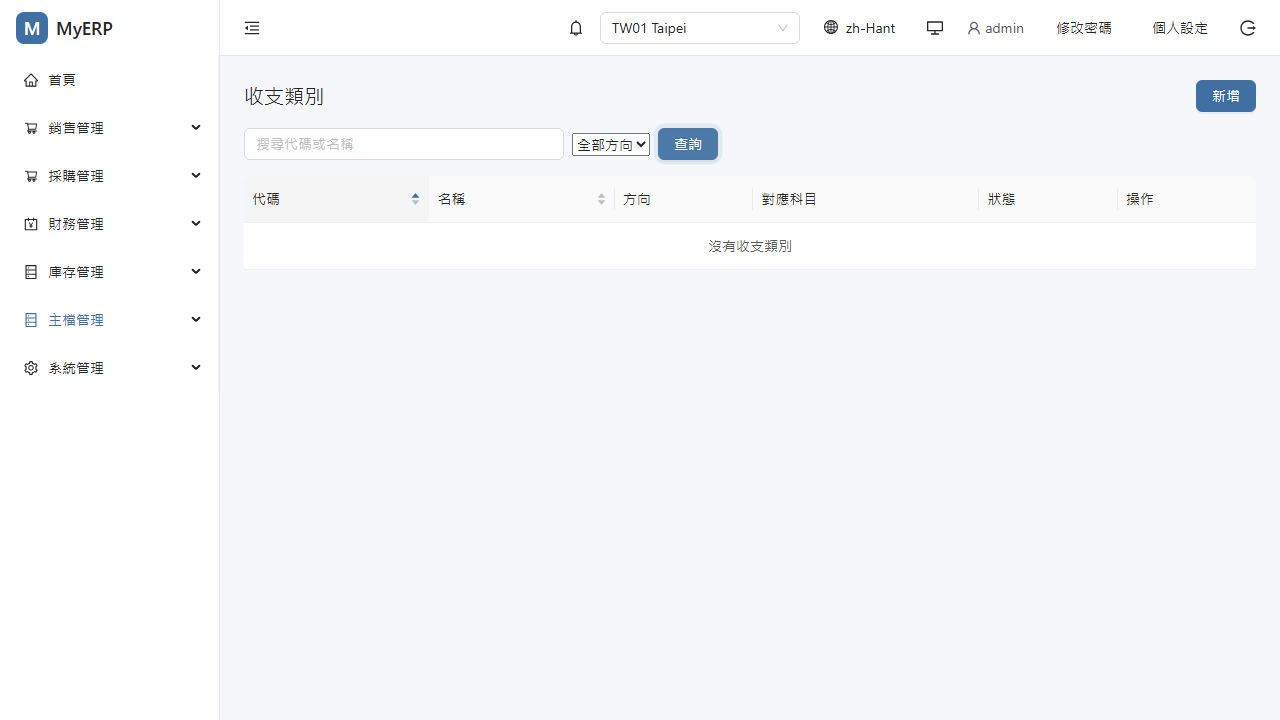 M MyERP
TW01 Taipei
zh-Hant
admin
修改密碼
個人設定
首頁
銷售管理
採購管理
財務管理
庫存管理
主檔管理
系統管理
收支類別
新增
搜尋代碼或名稱
全部方向
查詢
代碼 名稱 方向 對應科目 狀態 操作
沒有收支類別